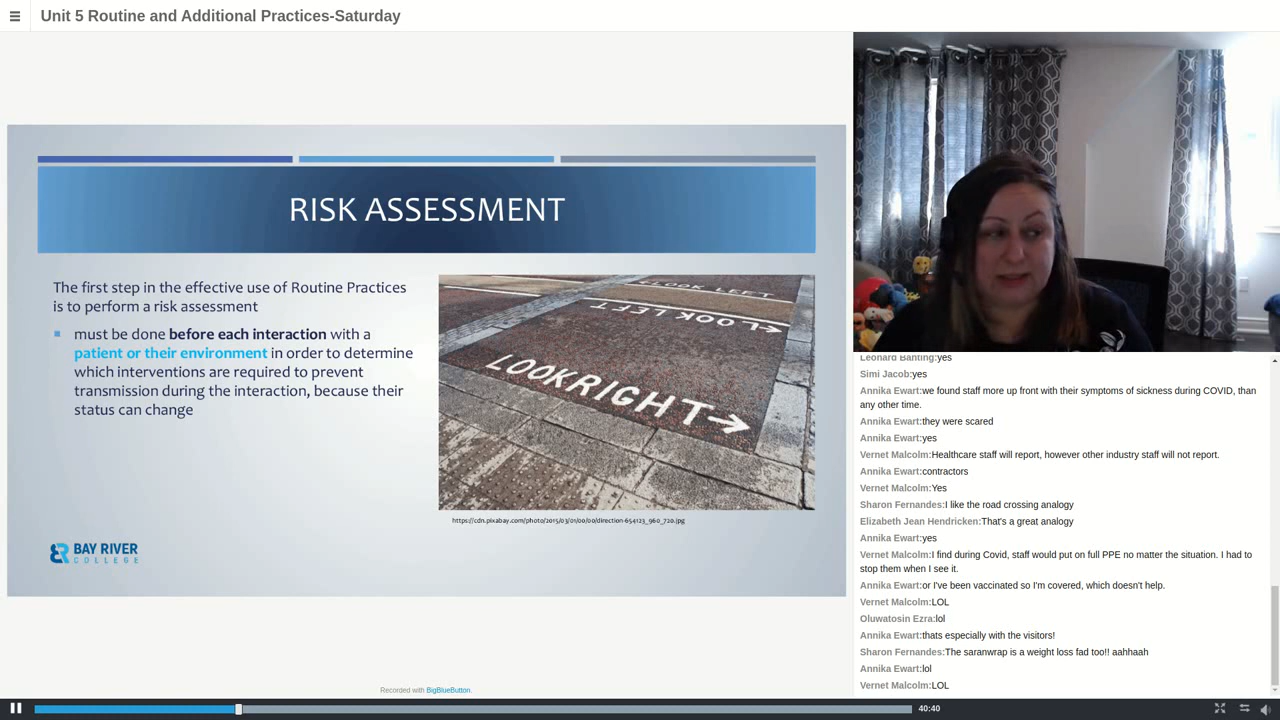 Unit 5 Routine and Additional Practices-Saturday
RISK ASSESSMENT
The first step in the effective use of Routine Practices
is to perform a risk assessment
must be done before each interaction with a
patient or their environment in order to determine
which interventions are required to prevent
transmission during the interaction, because their
status can change
LOOK LEFT
LOOK LEFT
LOOK RIGHT
https://cdn.pixabay.com/photo/2015/03/01/00/00/direction-654123_960_720.jpg
BAY RIVER
COLLEGE
Recorded with BigBlueButton.
Leonard Banting:yes
Simi Jacob:yes
Annika Ewart:we found staff more up front with their symptoms of sickness during COVID, than
any other time.
Annika Ewart:they were scared
Annika Ewart:yes
Vernet Malcolm:Healthcare staff will report, however other industry staff will not report.
Annika Ewart:contractors
Vernet Malcolm:Yes
Sharon Fernandes:I like the road crossing analogy
Elizabeth Jean Hendricken:That's a great analogy
Annika Ewart:yes
Vernet Malcolm:I find during Covid, staff would put on full PPE no matter the situation. I had to
stop them when I see it.
Annika Ewart:or I've been vaccinated so I'm covered, which doesn't help.
Vernet Malcolm:LOL
Oluwatosin Ezra:lol
Annika Ewart:thats especially with the visitors!
Sharon Fernandes:The saranwrap is a weight loss fad too!! aahhaah
Annika Ewart:lol
Vernet Malcolm:LOL
40:40